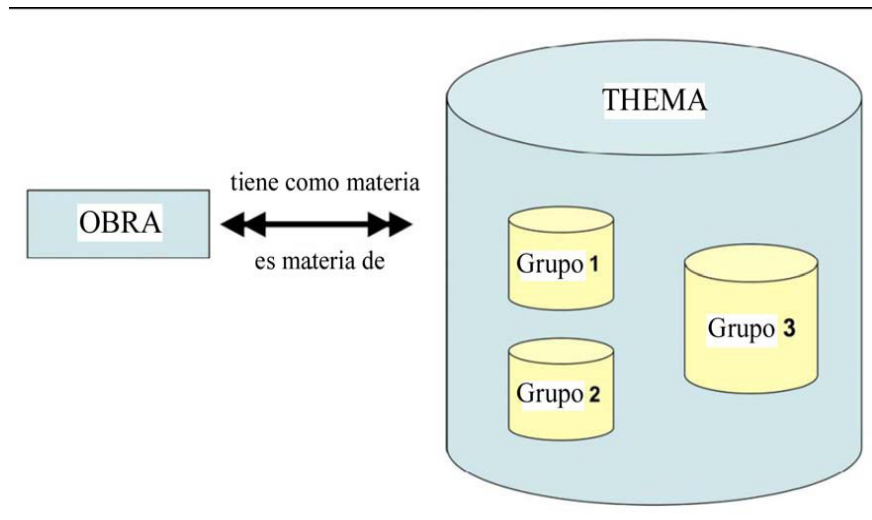 THEMA
tiene como materia
OBRA
es materia de
Grupo 1
Grupo 2
Grupo 3